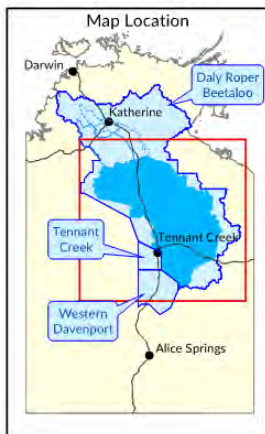 Map Location
Darwin
Daly Roper
Beetaloo
Katherine
Tennant
Creek
Tennant Creek
Western
Davenport
Alice Springs